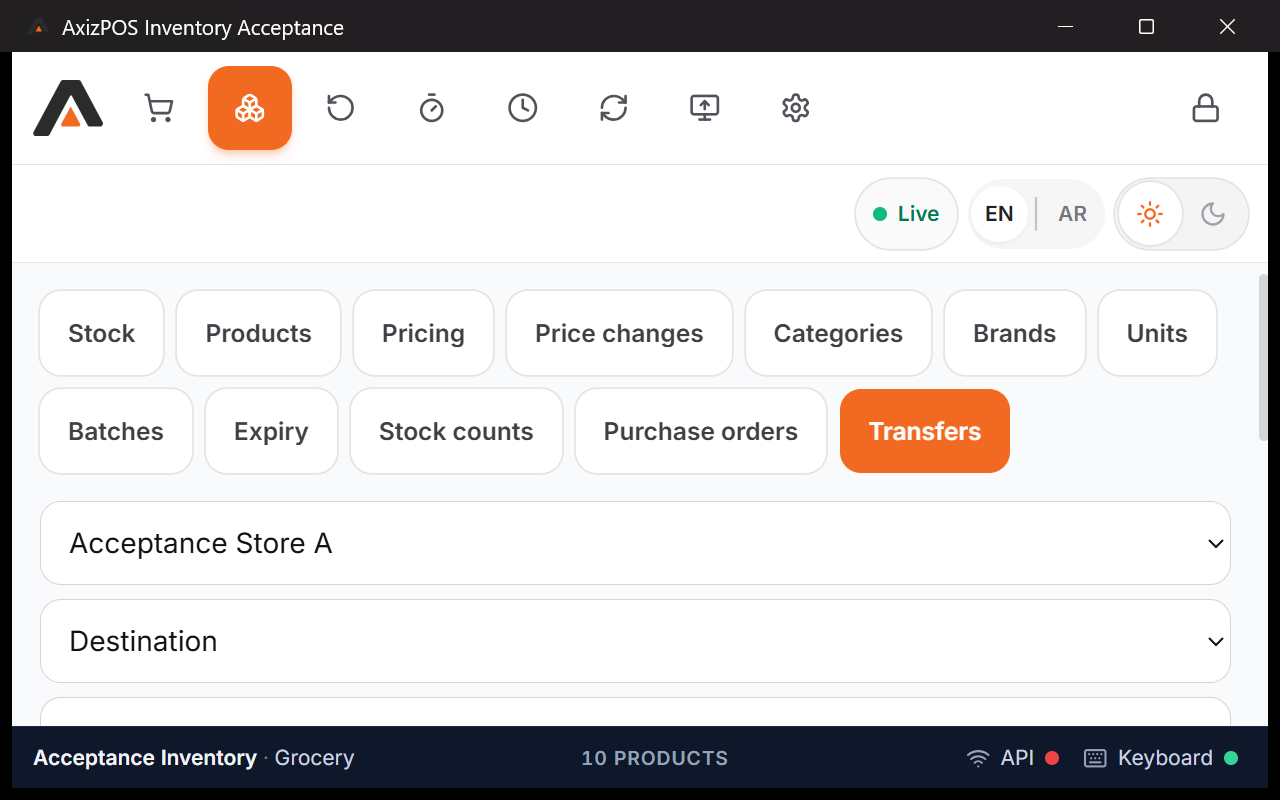 AxizPOS Inventory Acceptance
Live
EN
AR
Stock
Products
Pricing
Price changes
Categories
Brands
Units
Batches
Expiry
Stock counts
Purchase orders
Transfers
Acceptance Store A
Destination
Acceptance Inventory · Grocery
10 PRODUCTS
API
Keyboard